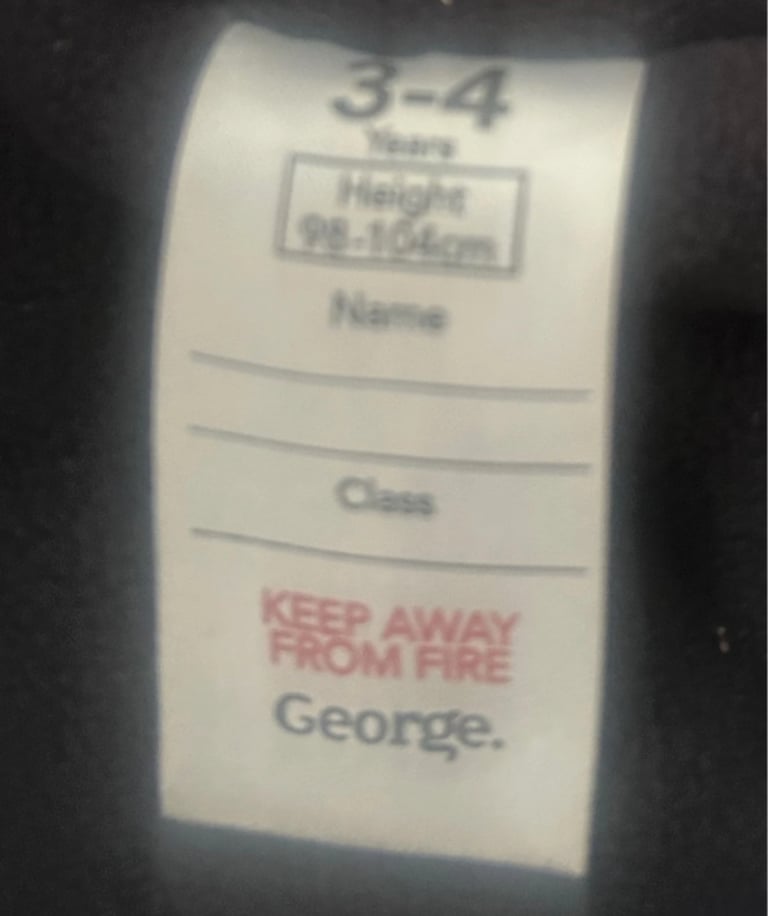 3-4
Years
Height
98-104cm
Name
Class
KEEP AWAY
FROM FIRE
George.